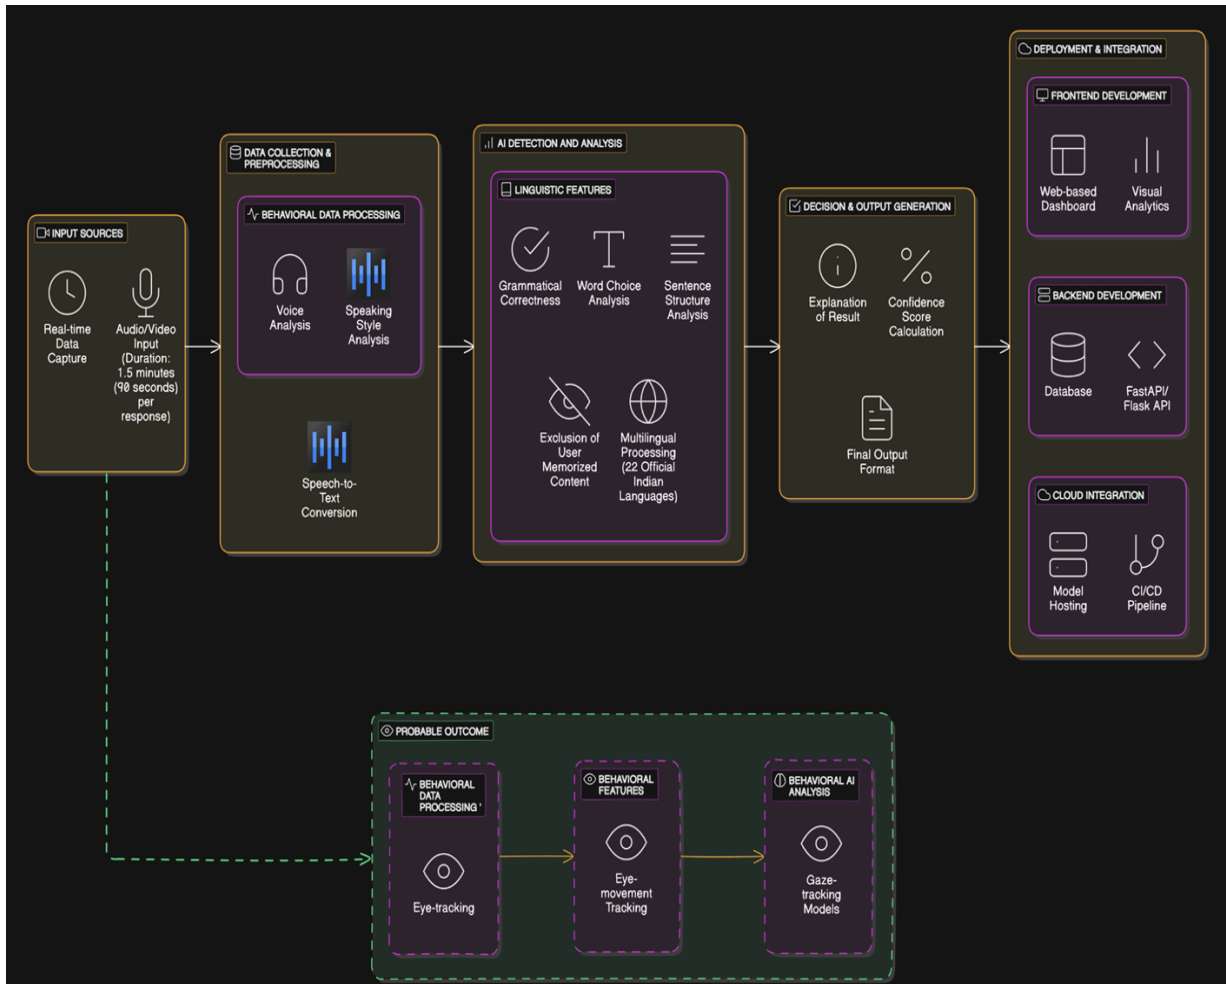 INPUT SOURCES
Real-time
Data
Capture
Audio/Video
Input
(Duration:
1.5 minutes
(90 seconds)
per
response)
DATA COLLECTION &
PREPROCESSING
BEHAVIORAL DATA PROCESSING
Voice
Analysis
Speaking
Style
Analysis
Speech-to-
Text
Conversion
AI DETECTION AND ANALYSIS
LINGUISTIC FEATURES
Grammatical
Correctness
Word Choice
Analysis
Sentence
Structure
Analysis
Exclusion of
User
Memorized
Content
Multilingual
Processing
(22 Official
Indian
Languages)
DECISION & OUTPUT GENERATION
Explanation
of Result
Confidence
Score
Calculation
Final Output
Format
DEPLOYMENT & INTEGRATION
FRONTEND DEVELOPMENT
Web-based
Dashboard
Visual
Analytics
BACKEND DEVELOPMENT
Database
FastAPI/
Flask API
CLOUD INTEGRATION
Model
Hosting
CI/CD
Pipeline
PROBABLE OUTCOME
BEHAVIORAL
DATA
PROCESSING '
Eye-tracking
BEHAVIORAL
FEATURES
Eye-
movement
Tracking
BEHAVIORAL AI
ANALYSIS
Gaze-
tracking
Models